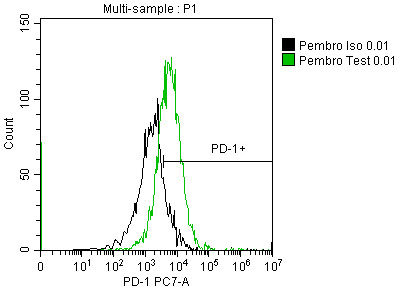 Multi-sample : P1
Pembro Iso 0.01
Pembro Test 0.01
150
100
50
0
Count
PD-1+
0 10¹ 10² 10³ 10⁴ 10⁵ 10⁶ 10⁷
PD-1 PC7-A